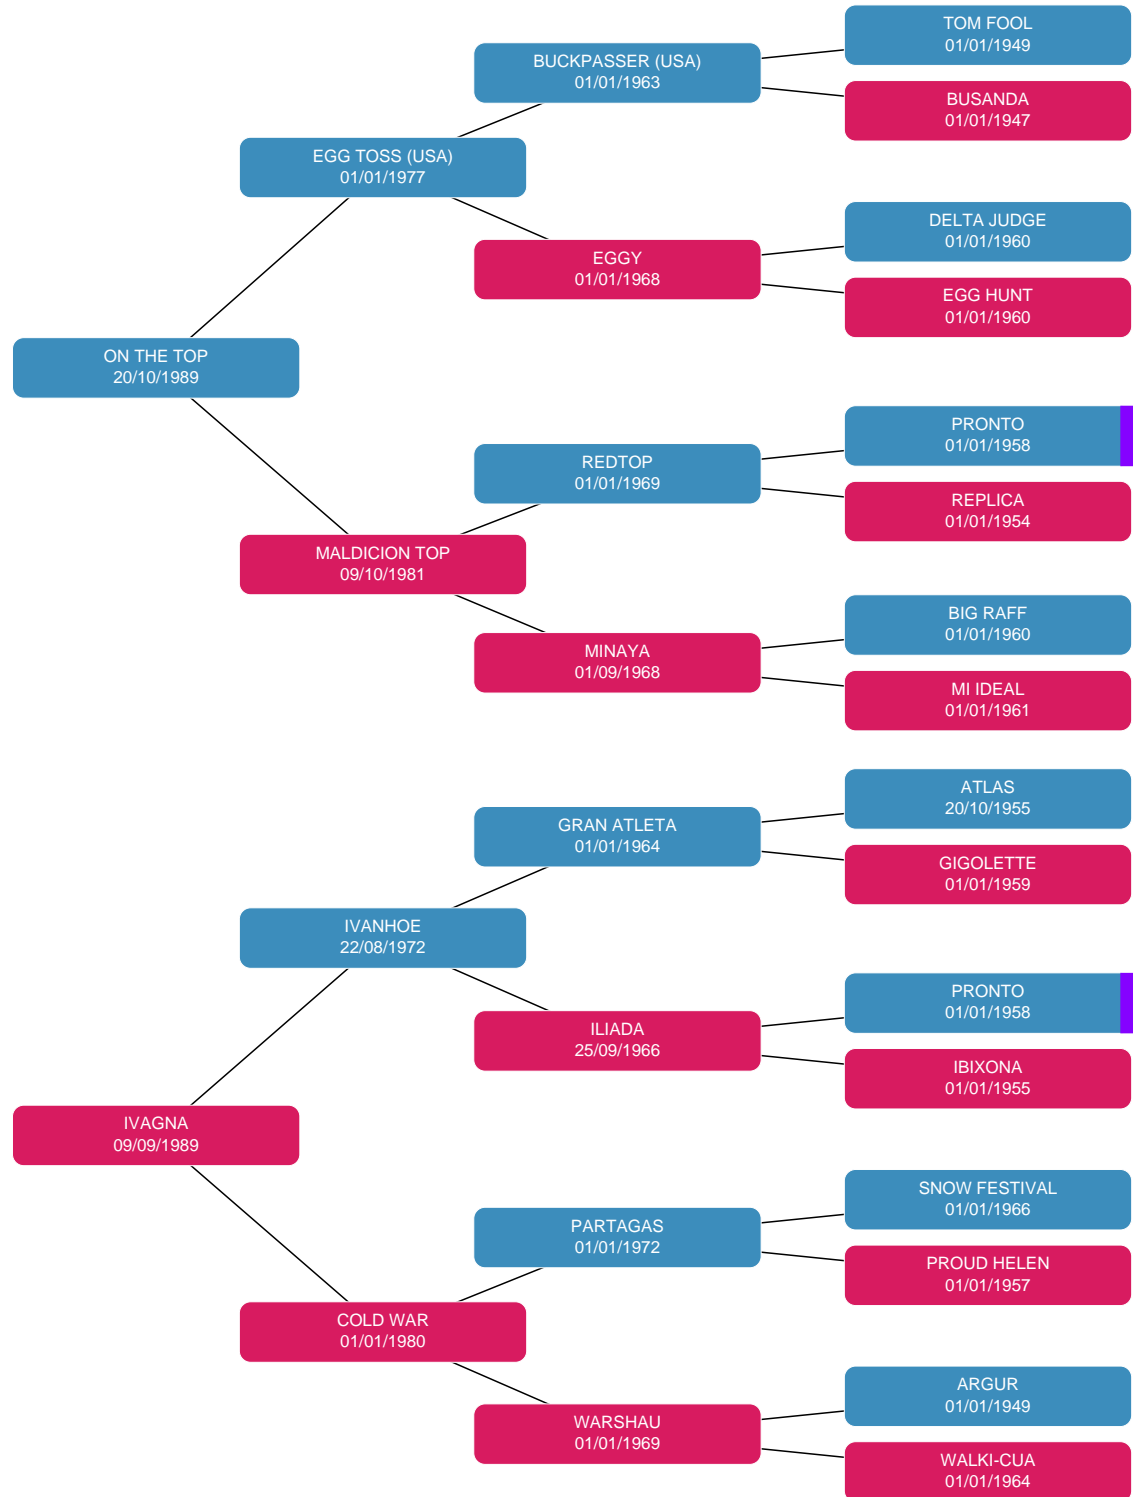 TOM FOOL
01/01/1949
BUCKPASSER (USA)
01/01/1963
BUSANDA
01/01/1947
EGG TOSS (USA)
01/01/1977
DELTA JUDGE
01/01/1960
EGGY
01/01/1968
EGG HUNT
01/01/1960
ON THE TOP
20/10/1989
PRONTO
01/01/1958
REDTOP
01/01/1969
REPLICA
01/01/1954
MALDICION TOP
09/10/1981
BIG RAFF
01/01/1960
MINAYA
01/09/1968
MI IDEAL
01/01/1961
ATLAS
20/10/1955
GRAN ATLETA
01/01/1964
GIGOLETTE
01/01/1959
IVANHOE
22/08/1972
PRONTO
01/01/1958
ILIADA
25/09/1966
IBIXONA
01/01/1955
IVAGNA
09/09/1989
SNOW FESTIVAL
01/01/1966
PARTAGAS
01/01/1972
PROUD HELEN
01/01/1957
COLD WAR
01/01/1980
ARGUR
01/01/1949
WARSHAU
01/01/1969
WALKI-CUA
01/01/1964